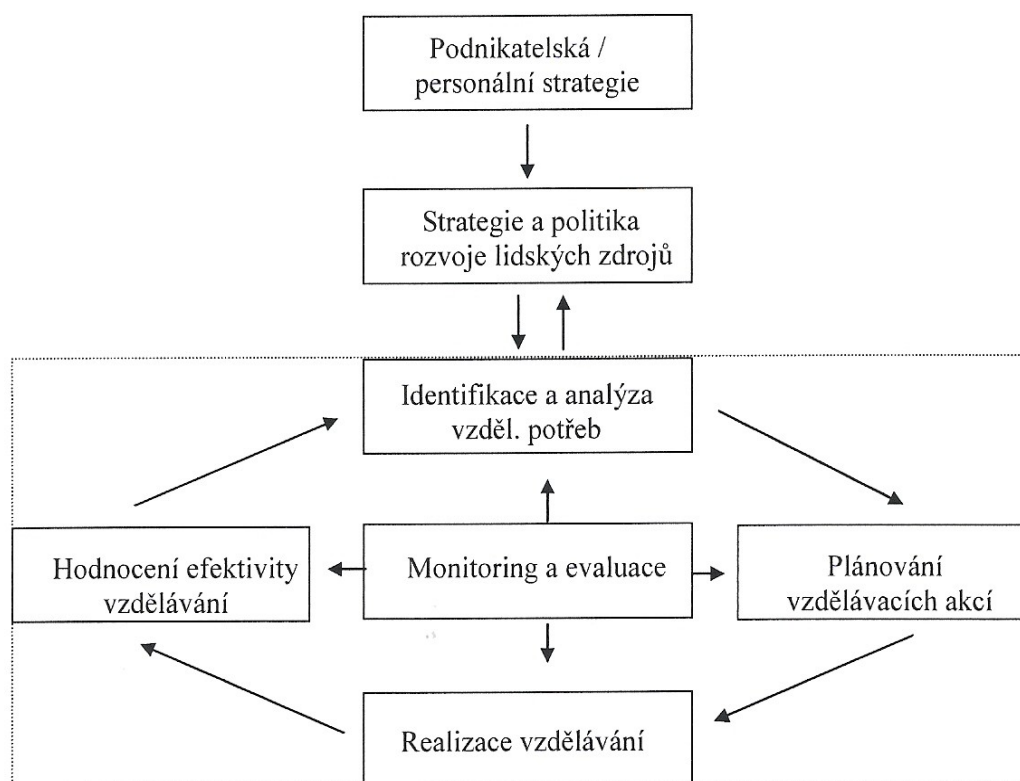 Podnikatelská /
personální strategie
Strategie a politika
rozvoje lidských zdrojů
Identifikace a analýza
vzděl. potřeb
Hodnocení efektivity
vzdělávání
Monitoring a evaluace
Plánování
vzdělávacích akcí
Realizace vzdělávání